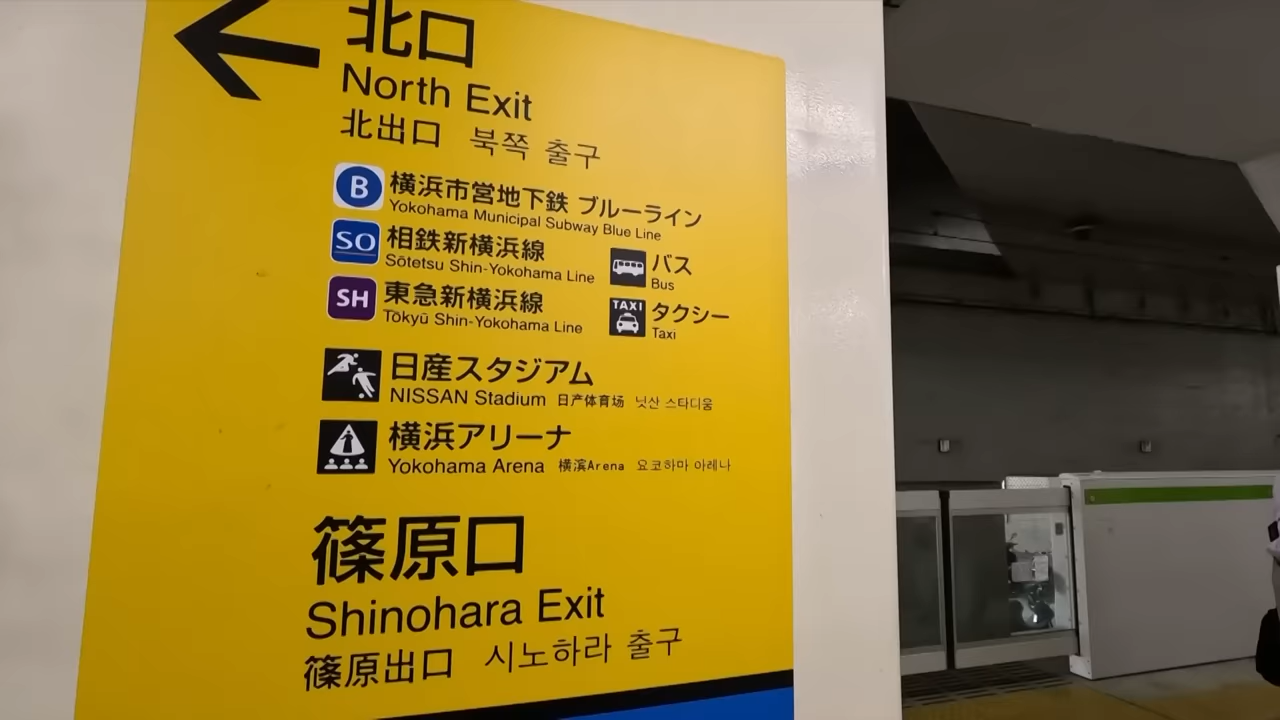 北口
North Exit
北出口 북쪽 출구
B 横浜市営地下鉄 ブルーライン
Yokohama Municipal Subway Blue Line
SO 相鉄新横浜線
Sōtetsu Shin-Yokohama Line
バス
Bus
SH 東急新横浜線
Tōkyū Shin-Yokohama Line
TAXI タクシー
Taxi
日産スタジアム
NISSAN Stadium 日产体育场 닛산 스타디움
横浜アリーナ
Yokohama Arena 横滨Arena 요코하마 아레나
篠原口
Shinohara Exit
篠原出口 시노하라 출구